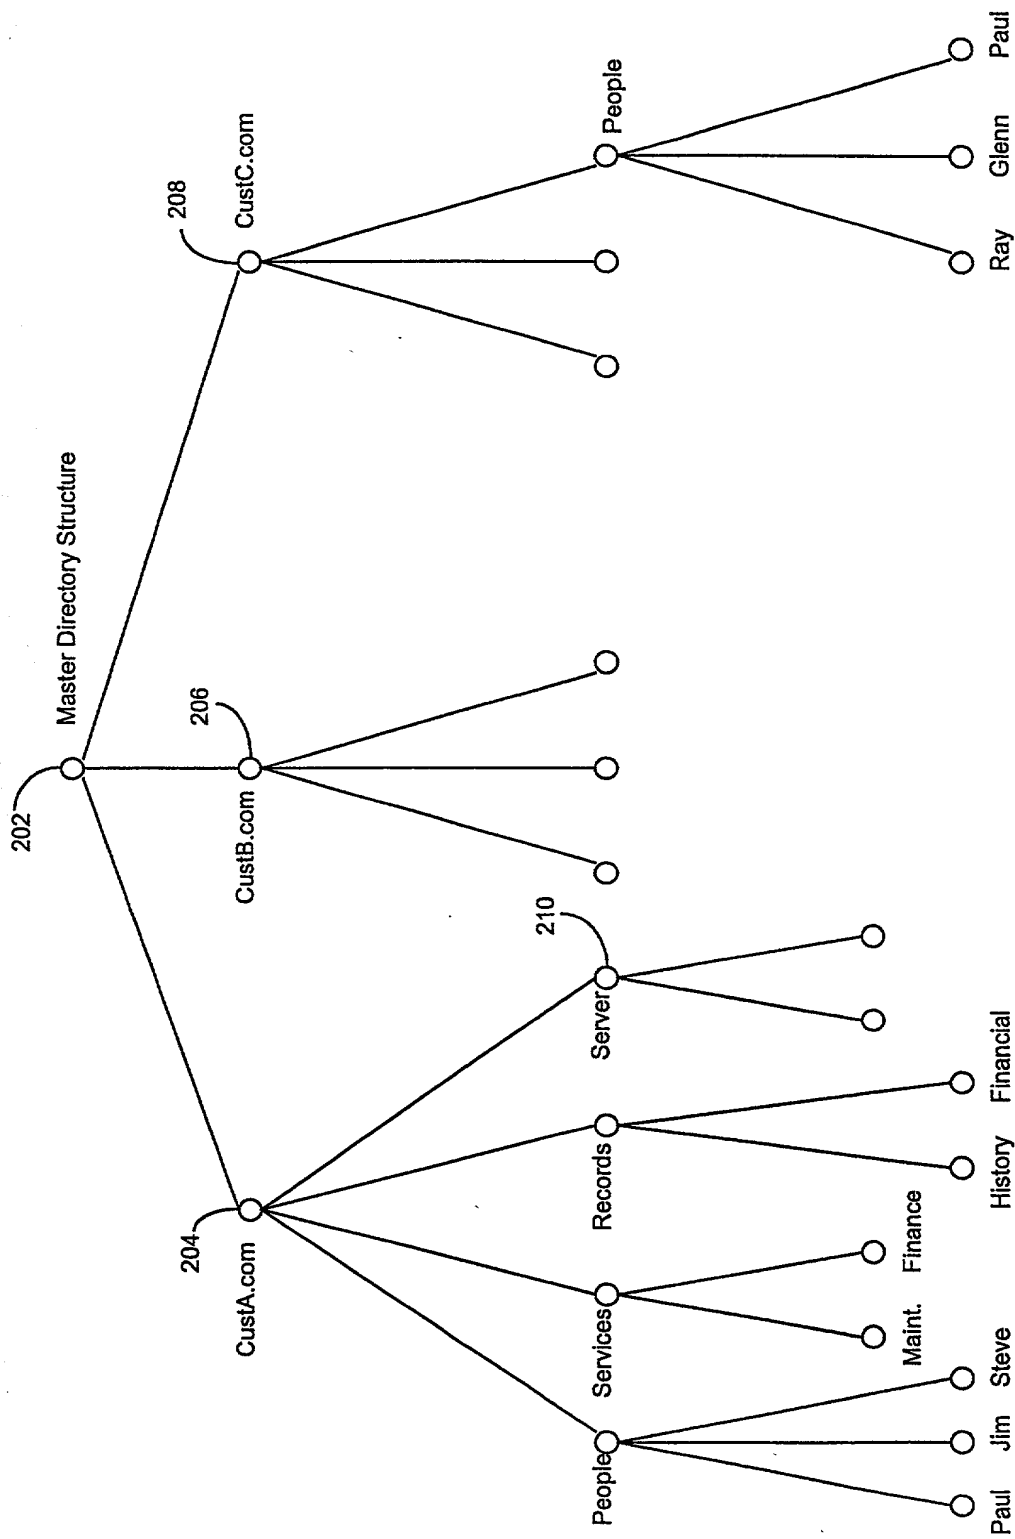 202
Master Directory Structure
204
CustA.com
206
CustB.com
208
CustC.com
People
Services
Records
Server
210
People
Paul
Jim
Steve
Maint.
Finance
History
Financial
Ray
Glenn
Paul